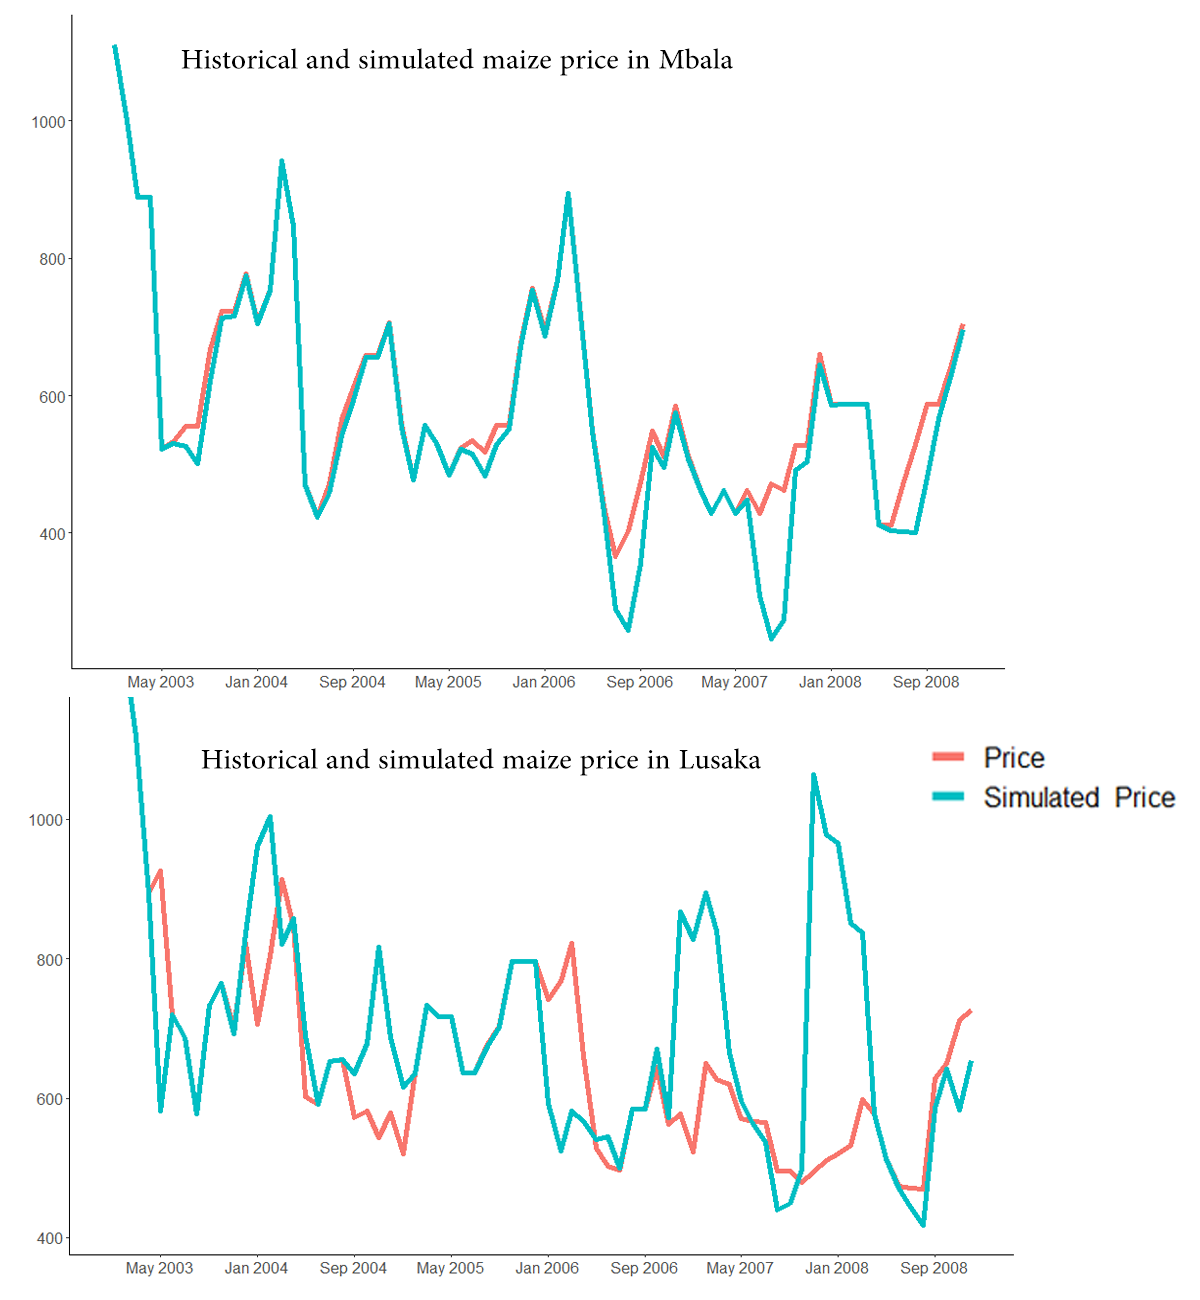 Historical and simulated maize price in Mbala
1000
800
600
400
May 2003 Jan 2004 Sep 2004 May 2005 Jan 2006 Sep 2006 May 2007 Jan 2008 Sep 2008
Historical and simulated maize price in Lusaka
Price
Simulated Price
1000
800
600
400
May 2003 Jan 2004 Sep 2004 May 2005 Jan 2006 Sep 2006 May 2007 Jan 2008 Sep 2008